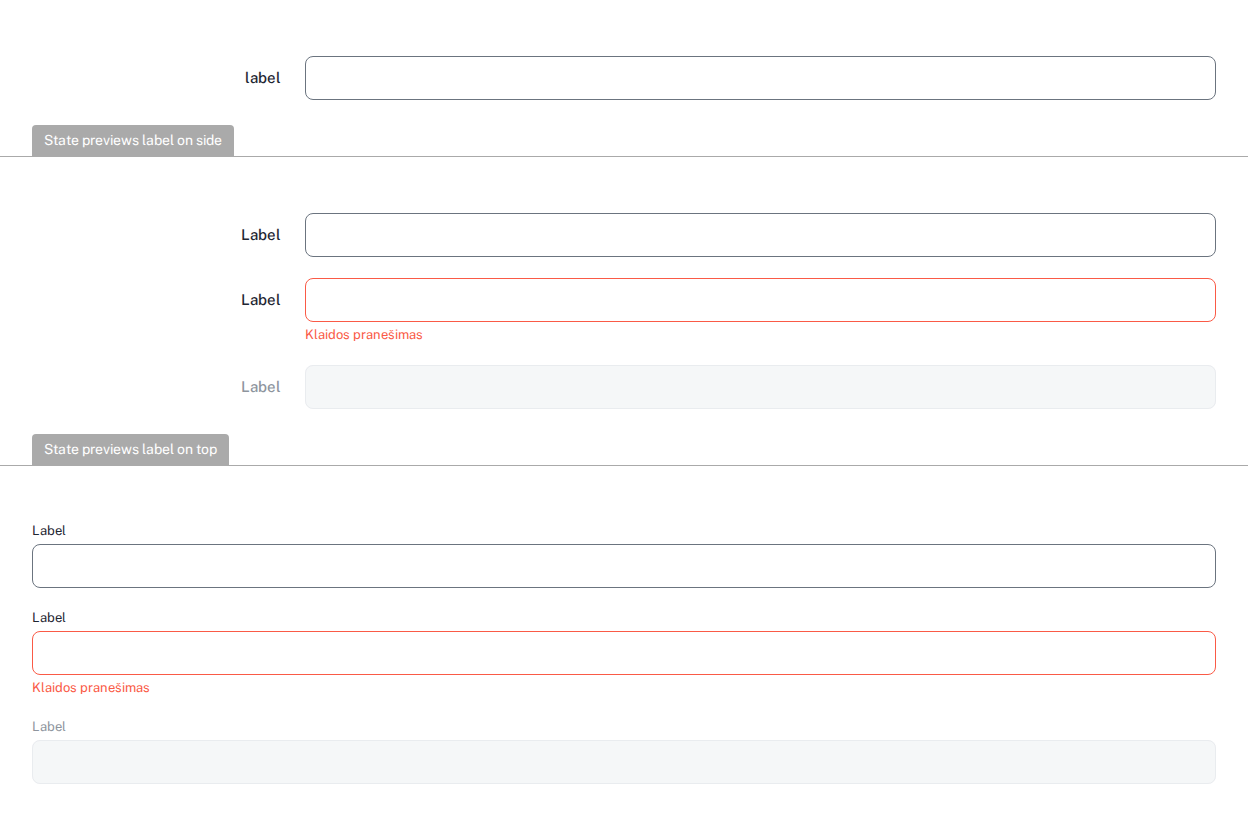 label
State previews label on side
Label
Label
Klaidos pranešimas
Label
State previews label on top
Label
Label
Klaidos pranešimas
Label